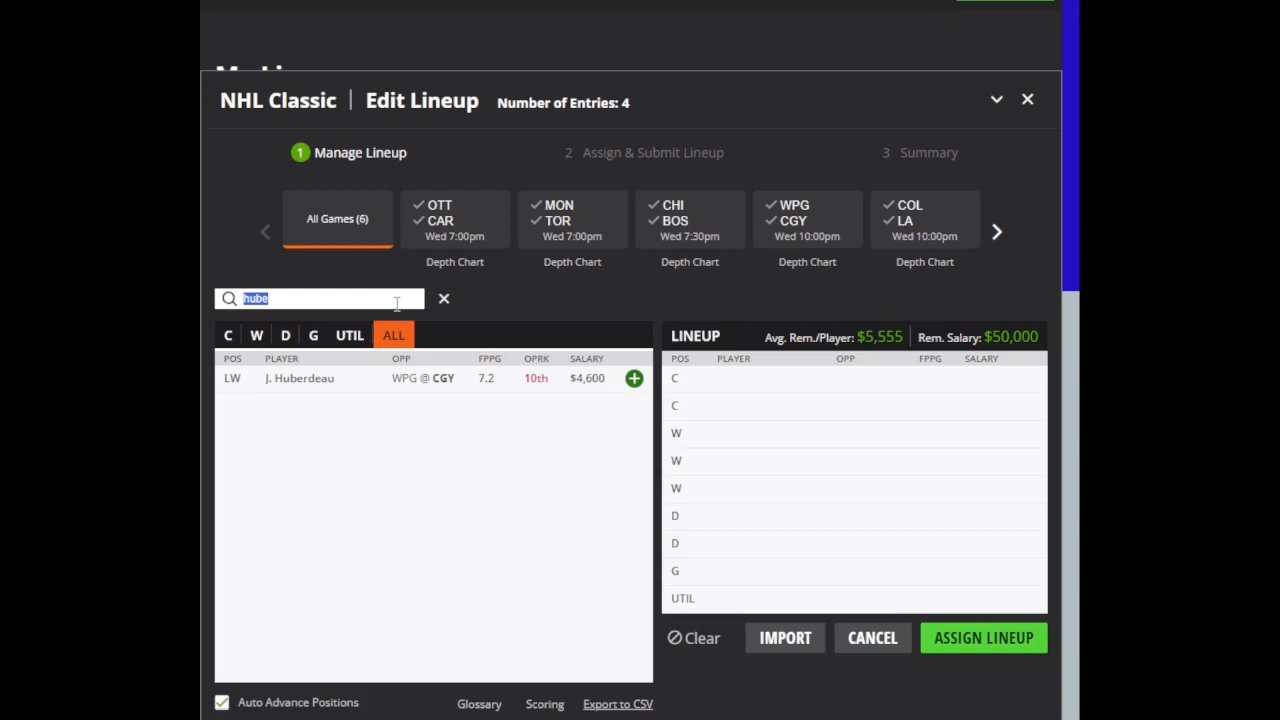 NHL Classic | Edit Lineup Number of Entries: 4
1 Manage Lineup 2 Assign & Submit Lineup 3 Summary
All Games (6)
OTT
CAR
Wed 7:00pm
Depth Chart
MON
TOR
Wed 7:00pm
Depth Chart
CHI
BOS
Wed 7:30pm
Depth Chart
WPG
CGY
Wed 10:00pm
Depth Chart
COL
LA
Wed 10:00pm
Depth Chart
hube
C W D G UTIL ALL
POS PLAYER OPP FPPG OPRK SALARY
LW J. Huberdeau WPG @ CGY 7.2 10th $4,600
LINEUP Avg. Rem./Player: $5,555 Rem. Salary: $50,000
POS PLAYER OPP FPPG SALARY
C
C
W
W
W
D
D
G
UTIL
Clear IMPORT CANCEL ASSIGN LINEUP
Auto Advance Positions Glossary Scoring Export to CSV